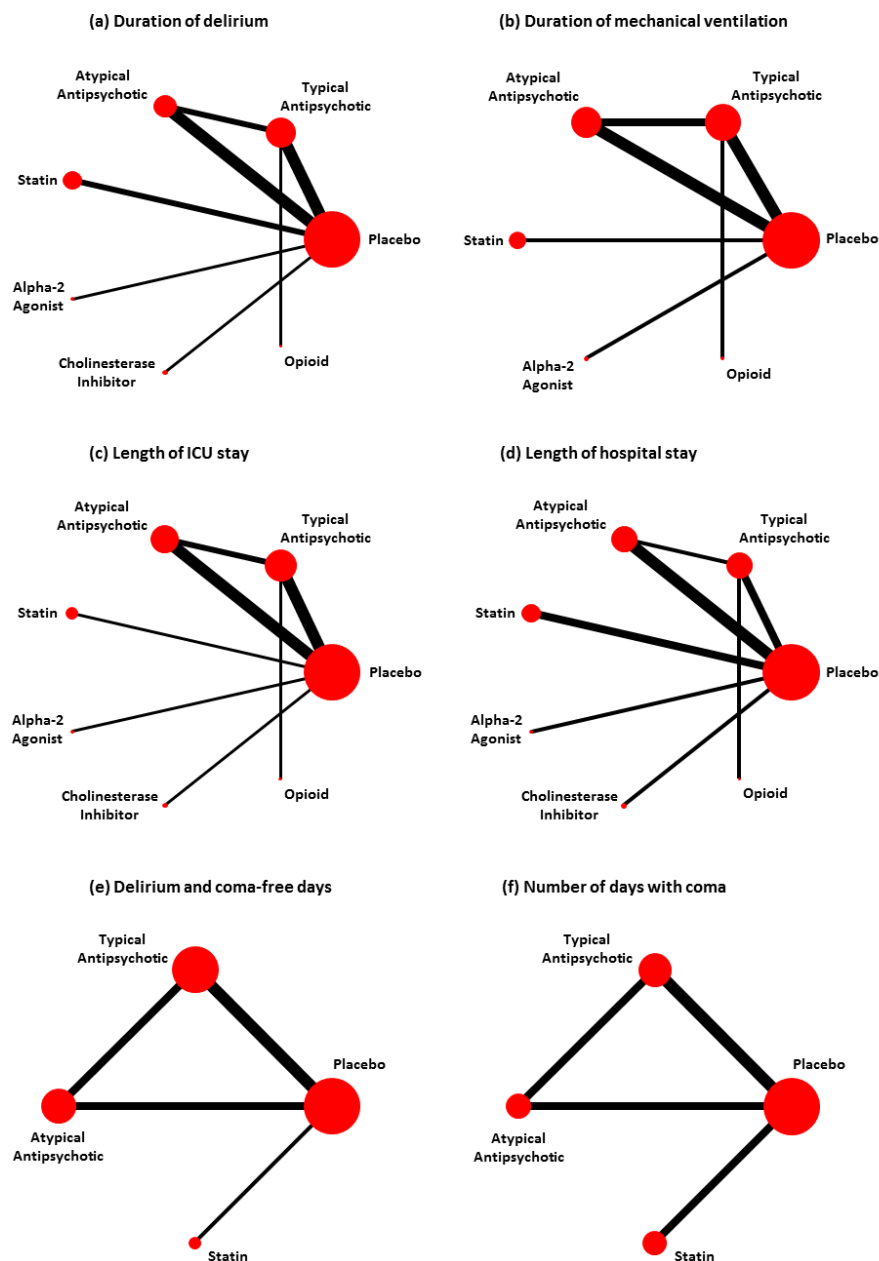 (a) Duration of delirium
Atypical
Antipsychotic
Typical
Antipsychotic
Statin
Placebo
Alpha-2
Agonist
Cholinesterase
Inhibitor
Opioid
(b) Duration of mechanical ventilation
Atypical
Antipsychotic
Typical
Antipsychotic
Statin
Placebo
Alpha-2
Agonist
Opioid
(c) Length of ICU stay
Atypical
Antipsychotic
Typical
Antipsychotic
Statin
Placebo
Alpha-2
Agonist
Cholinesterase
Inhibitor
Opioid
(d) Length of hospital stay
Atypical
Antipsychotic
Typical
Antipsychotic
Statin
Placebo
Alpha-2
Agonist
Cholinesterase
Inhibitor
Opioid
(e) Delirium and coma-free days
Typical
Antipsychotic
Placebo
Atypical
Antipsychotic
Statin
(f) Number of days with coma
Typical
Antipsychotic
Placebo
Atypical
Antipsychotic
Statin